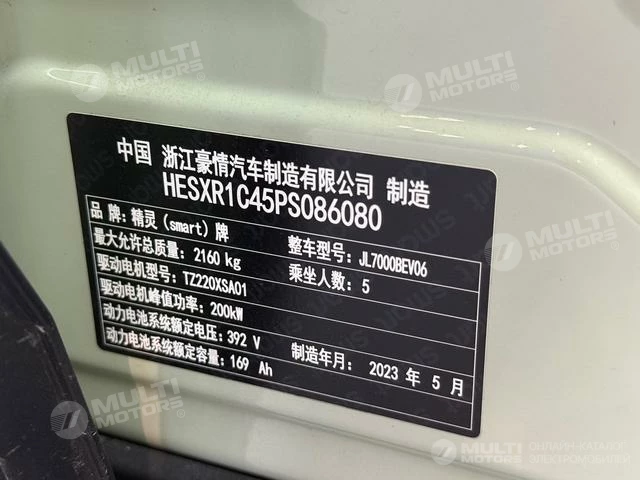 MULTI
MOTORS®
MULTI
MOTORS®
中国 浙江豪情汽车制造有限公司 制造
HESXR1C45PS086080
品 牌: 精灵 (smart) 牌
整车型号: JL7000BEV06
最大允许总质量: 2160 kg
乘坐人数: 5
驱动电机型号: TZ220XSA01
驱动电机峰值功率: 200kW
动力电池系统额定电压: 392 V
动力电池系统额定容量: 169 Ah
制造年月: 2023 年 5 月
MULTI
MOTORS®
MULTI
MOTORS
ОНЛАЙН-КАТАЛОГ
ЭЛЕКТРОМОБИЛЕЙ